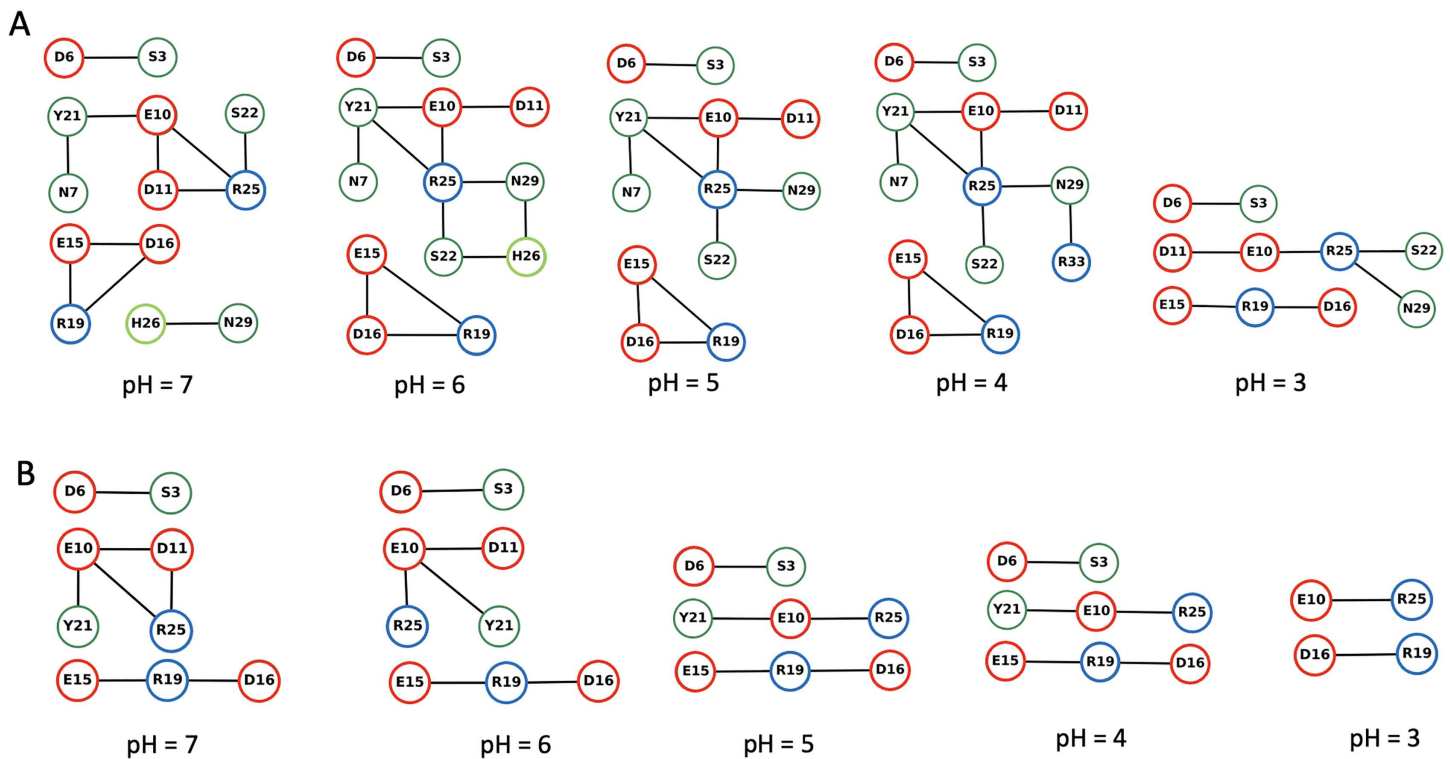 A
D6 S3
Y21 E10 S22
N7 D11 R25
E15 D16
R19 H26 N29
pH = 7
D6 S3
Y21 E10 D11
N7 R25 N29
S22 H26
E15
D16 R19
pH = 6
D6 S3
Y21 E10 D11
N7 R25 N29
S22
E15
D16 R19
pH = 5
D6 S3
Y21 E10 D11
N7 R25 N29
S22 R33
E15
D16 R19
pH = 4
D6 S3
D11 E10 R25 S22
E15 R19 D16 N29
pH = 3
B
D6 S3
E10 D11
Y21 R25
E15 R19 D16
pH = 7
D6 S3
E10 D11
R25 Y21
E15 R19 D16
pH = 6
D6 S3
Y21 E10 R25
E15 R19 D16
pH = 5
D6 S3
Y21 E10 R25
E15 R19 D16
pH = 4
E10 R25
D16 R19
pH = 3